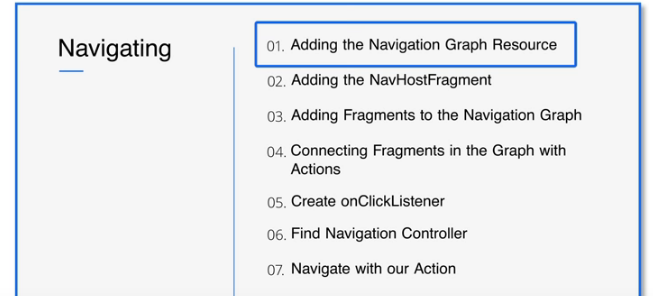 Navigating
01. Adding the Navigation Graph Resource
02. Adding the NavHostFragment
03. Adding Fragments to the Navigation Graph
04. Connecting Fragments in the Graph with
Actions
05. Create onClickListener
06. Find Navigation Controller
07. Navigate with our Action